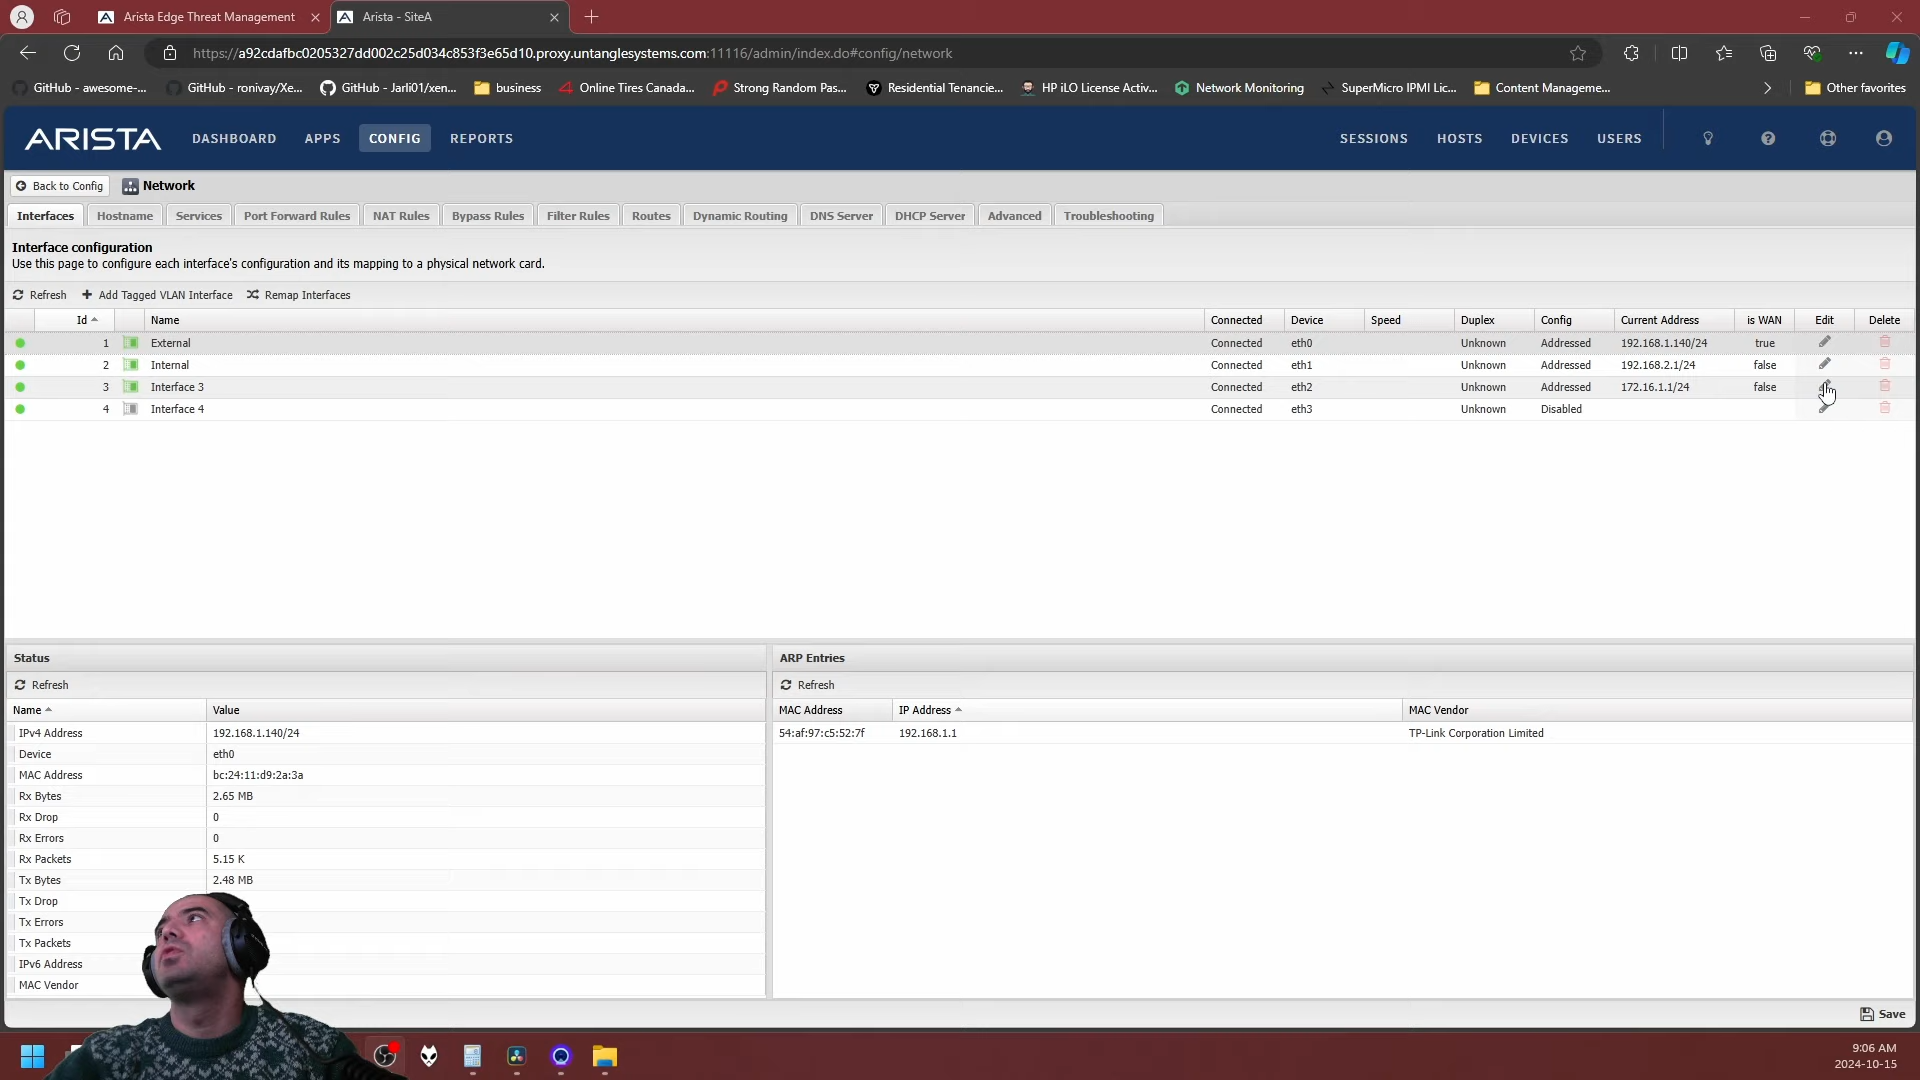 Arista Edge Threat Management
Arista - SiteA
https://a92cdafbc0205327dd002c25d034c853f3e65d10.proxy.untanglesystems.com:11116/admin/index.do#config/network
GitHub - awesome-... GitHub - ronivay/Xe... GitHub - Jarli01/xen... business Online Tires Canada... Strong Random Pas... Residential Tenancie... HP iLO License Activ... Network Monitoring SuperMicro IPMI Lic... Content Manageme... Other favorites
ARISTA DASHBOARD APPS CONFIG REPORTS SESSIONS HOSTS DEVICES USERS
Back to Config Network
Interfaces Hostname Services Port Forward Rules NAT Rules Bypass Rules Filter Rules Routes Dynamic Routing DNS Server DHCP Server Advanced Troubleshooting
Interface configuration
Use this page to configure each interface's configuration and its mapping to a physical network card.
Refresh Add Tagged VLAN Interface Remap Interfaces
Id Name Connected Device Speed Duplex Config Current Address is WAN Edit Delete
1 External Connected eth0 Unknown Addressed 192.168.1.140/24 true
2 Internal Connected eth1 Unknown Addressed 192.168.2.1/24 false
3 Interface 3 Connected eth2 Unknown Addressed 172.16.1.1/24 false
4 Interface 4 Connected eth3 Unknown Disabled
Status
Refresh
Name Value
IPv4 Address 192.168.1.140/24
Device eth0
MAC Address bc:24:11:d9:2a:3a
Rx Bytes 2.65 MB
Rx Drop 0
Rx Errors 0
Rx Packets 5.15 K
Tx Bytes 2.48 MB
Tx Drop
Tx Errors
Tx Packets
IPv6 Address
MAC Vendor
ARP Entries
Refresh
MAC Address IP Address MAC Vendor
54:af:97:c5:52:7f 192.168.1.1 TP-Link Corporation Limited
Save
9:06 AM
2024-10-15